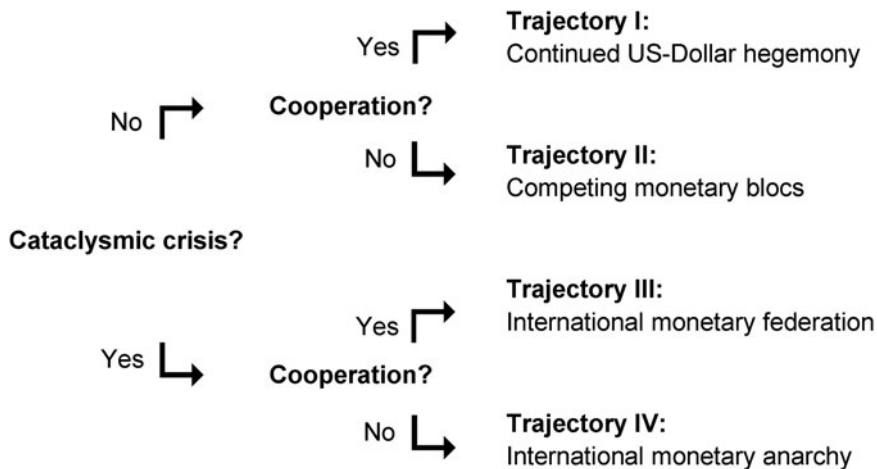 Yes
Trajectory I:
Continued US-Dollar hegemony
No
Cooperation?
No
Trajectory II:
Competing monetary blocs
Cataclysmic crisis?
Yes
Trajectory III:
International monetary federation
Yes
Cooperation?
No
Trajectory IV:
International monetary anarchy